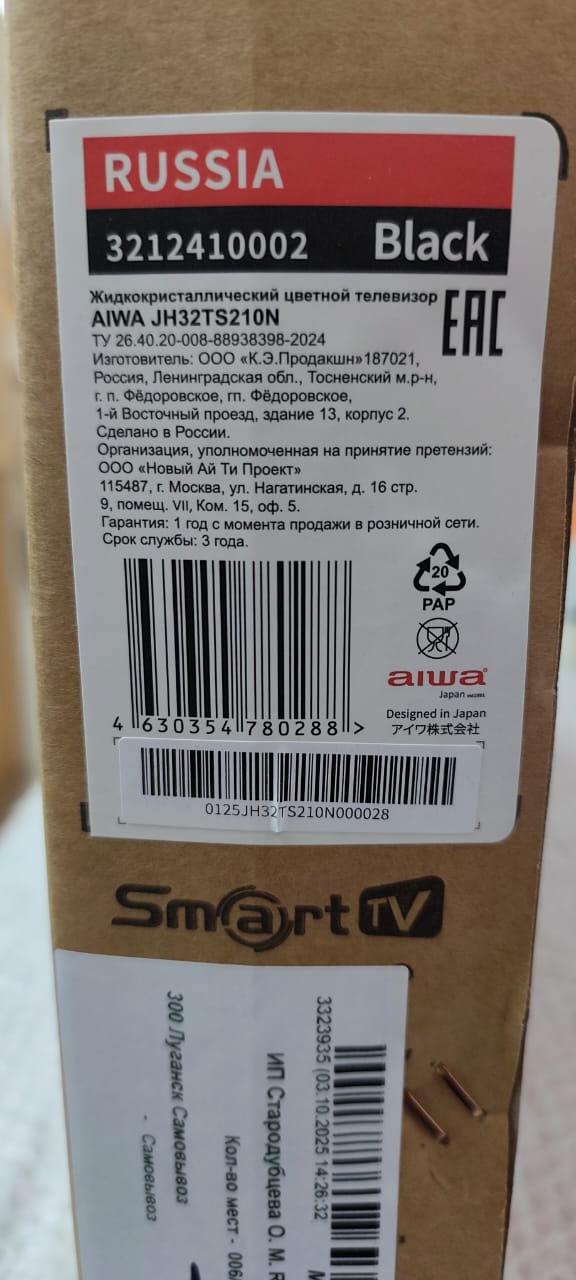 RUSSIA
3212410002 Black
Жидкокристаллический цветной телевизор
EAC
AIWA JH32TS210N
ТУ 26.40.20-008-88938398-2024
Изготовитель: ООО «К.Э.Продакшн»187021,
Россия, Ленинградская обл., Тосненский м.р-н,
г. п. Фёдоровское, гп. Фёдоровское,
1-й Восточный проезд, здание 13, корпус 2.
Сделано в России.
Организация, уполномоченная на принятие претензий:
ООО «Новый Ай Ти Проект»
115487, г. Москва, ул. Нагатинская, д. 16 стр.
9, помещ. VII, Ком. 15, оф. 5.
Гарантия: 1 год с момента продажи в розничной сети.
Срок службы: 3 года.
20
PAP
aiwa
Japan
Designed in Japan
アイワ株式会社
4 630354 780288 >
0125JH32TS210N000028
Smart TV
3323935 (03.10.2025 14:26:32
ИП Стародубцева О. М.
Кол-во мест - 006/
300 Луганск Самовывоз
- Самовывоз